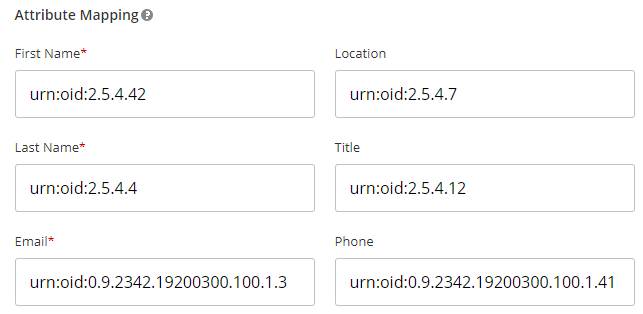 Attribute Mapping
First Name* Location
urn:oid:2.5.4.42 urn:oid:2.5.4.7
Last Name* Title
urn:oid:2.5.4.4 urn:oid:2.5.4.12
Email* Phone
urn:oid:0.9.2342.19200300.100.1.3 urn:oid:0.9.2342.19200300.100.1.41